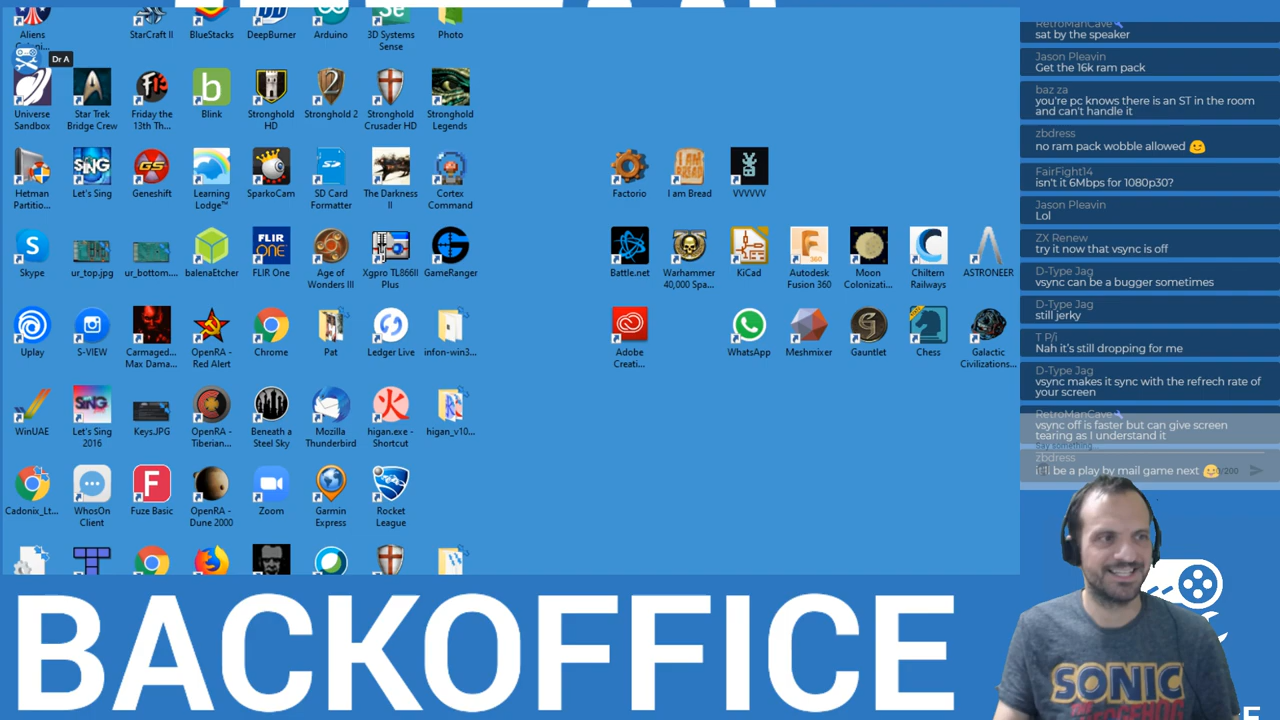 Aliens
Coloni...
StarCraft II
BlueStacks
DeepBurner
Arduino
3D Systems
Sense
Photo
Dr A
Universe
Sandbox
Star Trek
Bridge Crew
Friday the
13th Th...
Blink
Stronghold
HD
Stronghold 2
Stronghold
Crusader HD
Stronghold
Legends
Hetman
Partitio...
Let's Sing
Geneshift
Learning
Lodge™
SparkoCam
SD Card
Formatter
The Darkness
II
Cortex
Command
Factorio
I am Bread
VVVVVV
Skype
ur_top.jpg
ur_bottom....
balenaEtcher
FLIR One
Age of
Wonders III
Xgpro TL866II
Plus
GameRanger
Battle.net
Warhammer
40,000 Spa...
KiCad
Autodesk
Fusion 360
Moon
Colonizati...
Chiltern
Railways
ASTRONEER
Uplay
S-VIEW
Carmaged...
Max Dama...
OpenRA -
Red Alert
Chrome
Pat
Ledger Live
infon-win3...
Adobe
Creati...
WhatsApp
Meshmixer
Gauntlet
Chess
Galactic
Civilizations...
WinUAE
Let's Sing
2016
KeysJPG
OpenRA -
Tiberian...
Beneath a
Steel Sky
Mozilla
Thunderbird
higan.exe -
Shortcut
higan_v10...
Cadonix_Lt...
WhosOn
Client
Fuze Basic
OpenRA -
Dune 2000
Zoom
Garmin
Express
Rocket
League
BACKOFFICE
RetroManCave
sat by the speaker
Jason Pleavin
Get the 16k ram pack
baz za
you're pc knows there is an ST in the room
and can't handle it
zbdress
no ram pack wobble allowed
FairFight14
isn't it 6Mbps for 1080p30?
Jason Pleavin
Lol
ZX Renew
try it now that vsync is off
D-Type Jag
vsync can be a bugger sometimes
D-Type Jag
still jerky
T P/i
Nah it's still dropping for me
D-Type Jag
vsync makes it sync with the refrech rate of
your screen
RetroManCave
vsync off is faster but can give screen
tearing as I understand it
Say something...
zbdress
it'll be a play by mail game next
/200
SONIC
THE HEDGEHOG